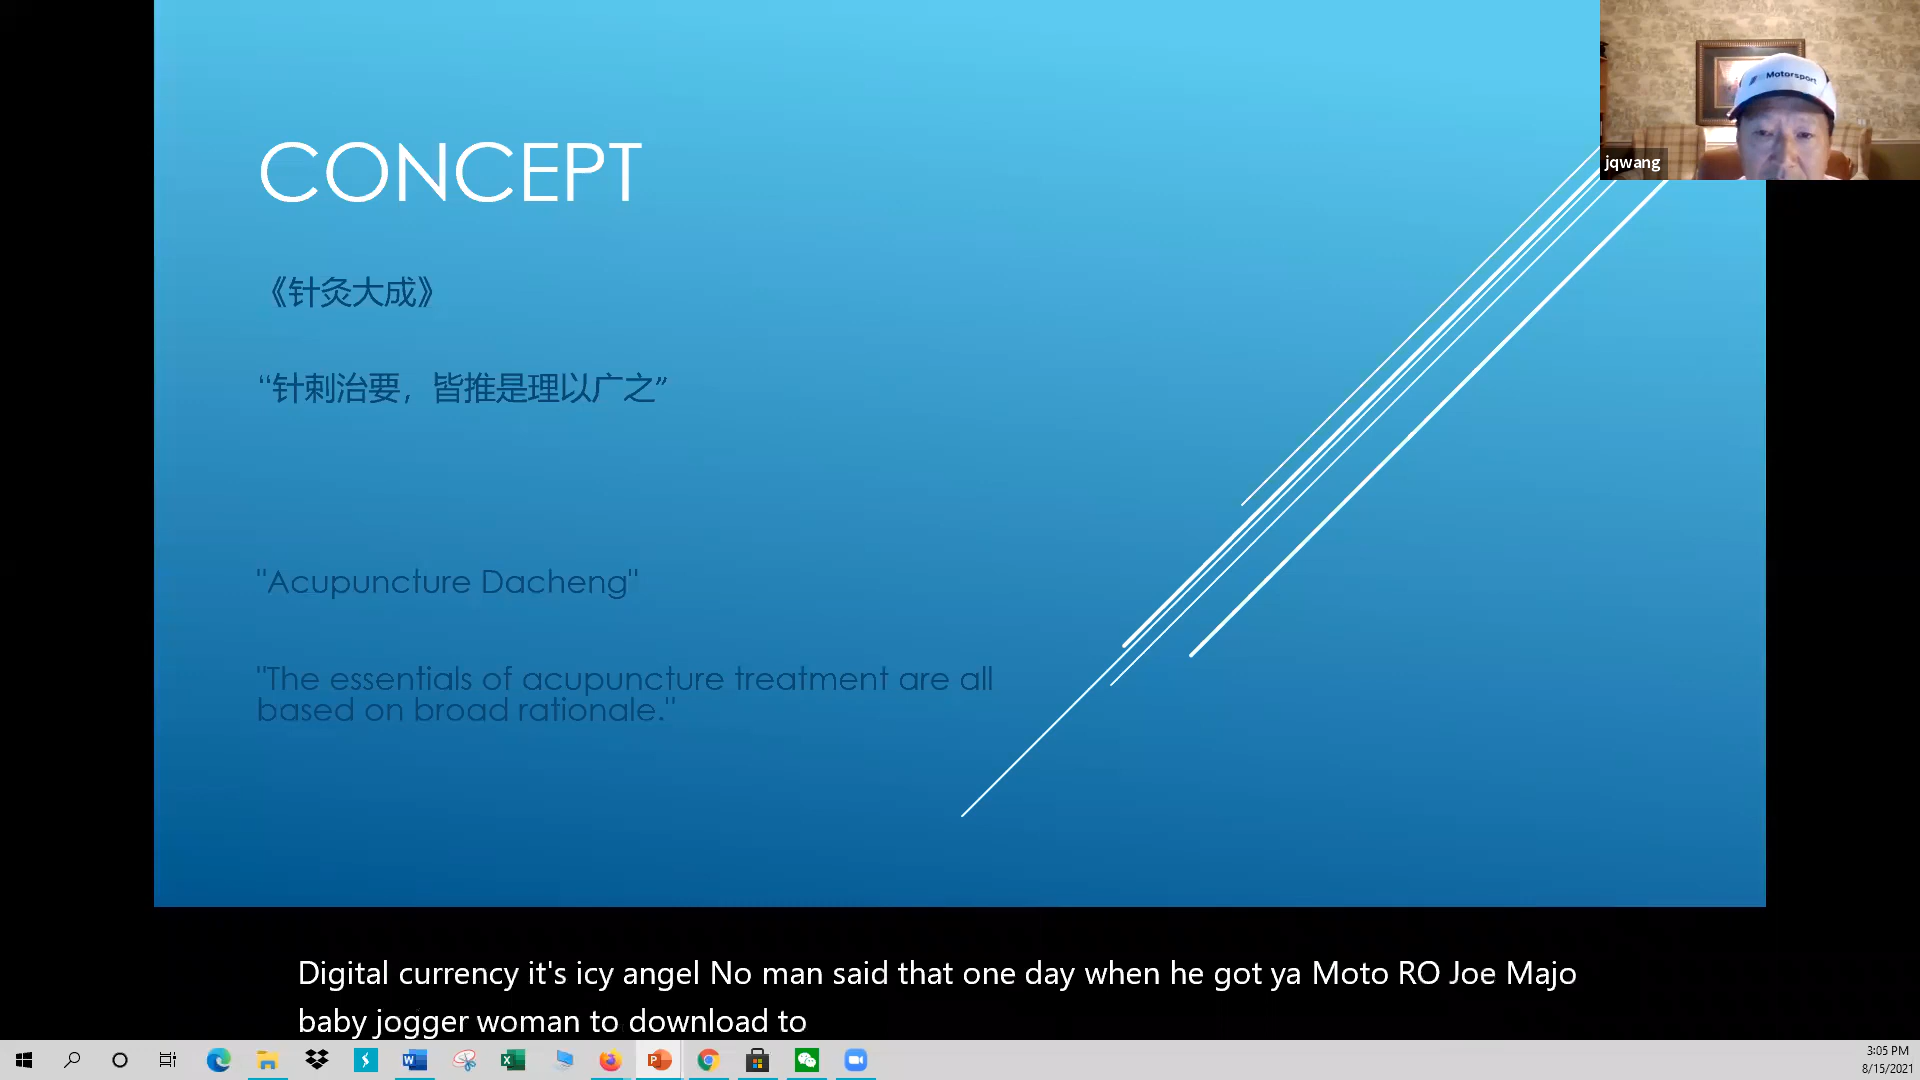 CONCEPT
《针灸大成》
“针刺治要，皆推是理以广之”
"Acupuncture Dacheng"
"The essentials of acupuncture treatment are all
based on broad rationale."
Motorsport
jqwang
Digital currency it's icy angel No man said that one day when he got ya Moto RO Joe Majo
baby jogger woman to download to
3:05 PM
8/15/2021